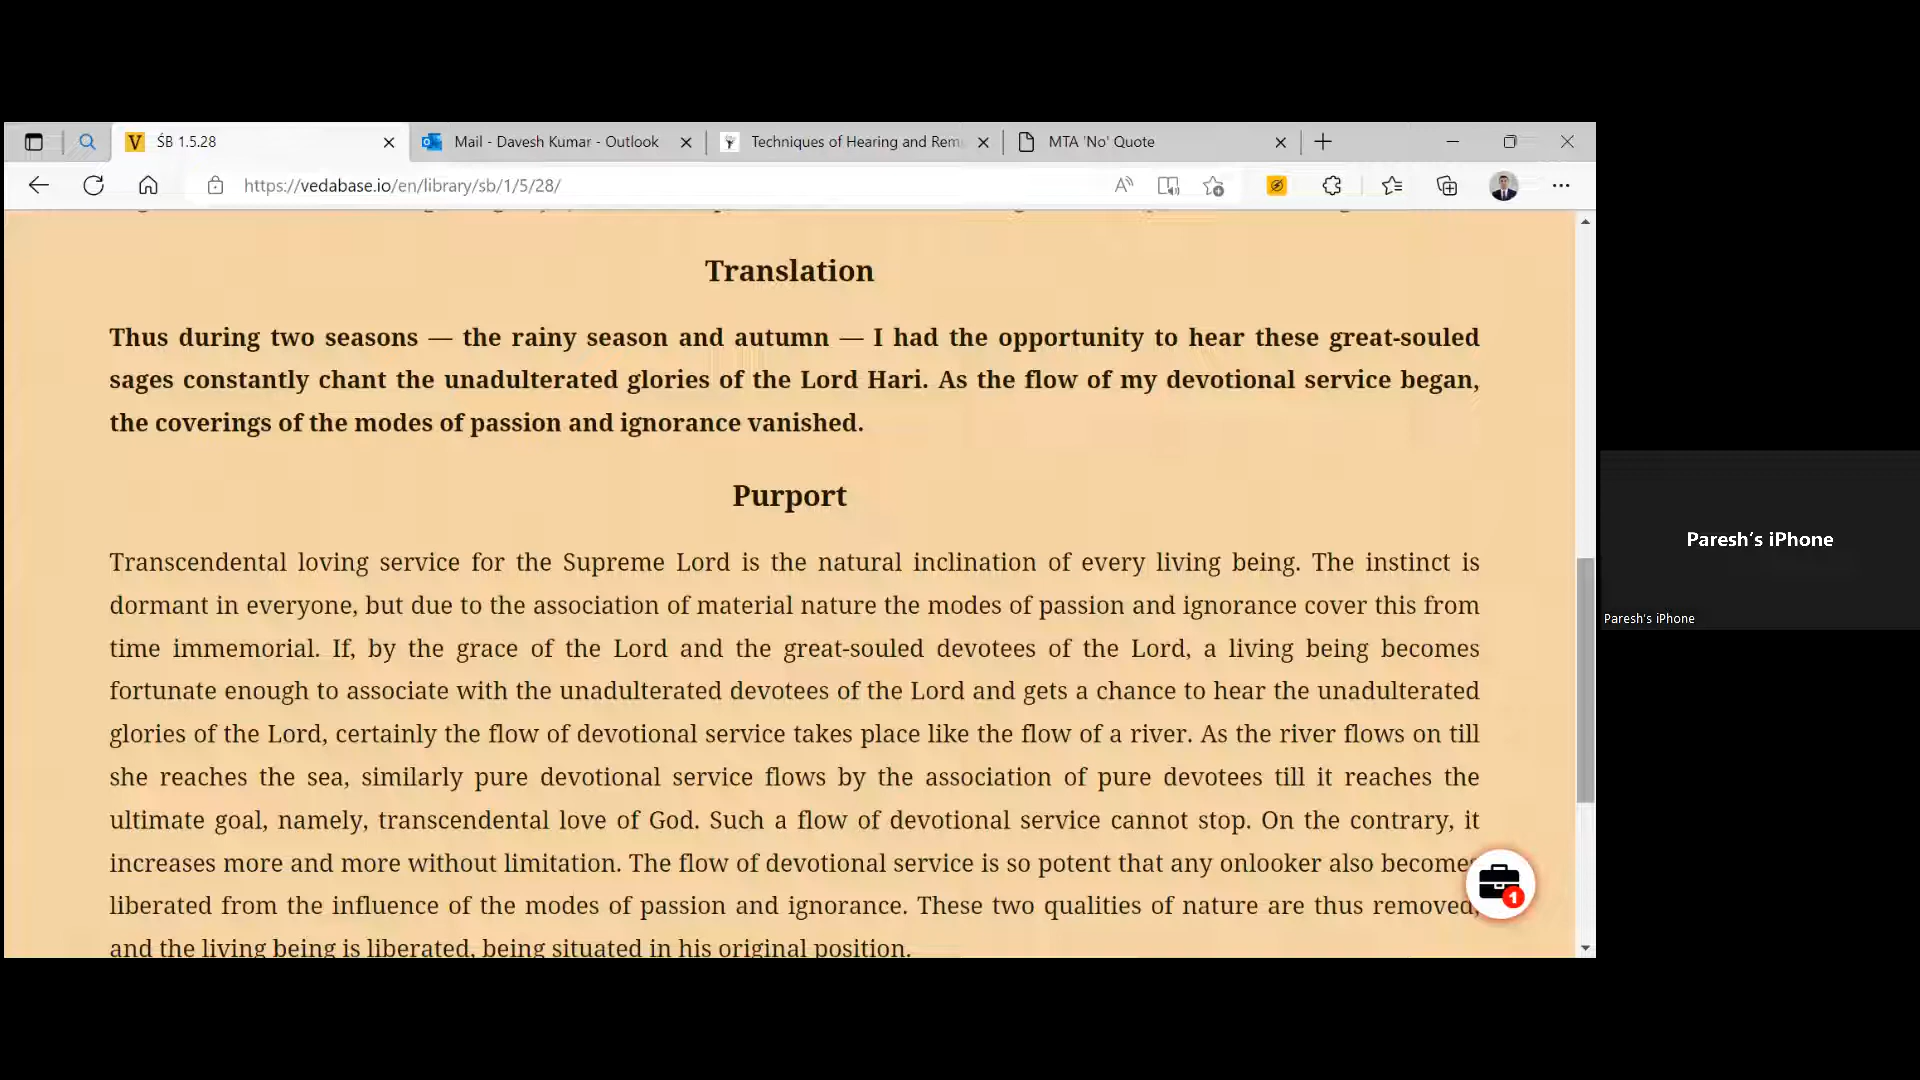 ŚB 1.5.28
Mail - Davesh Kumar - Outlook
Techniques of Hearing and Rem
MTA 'No' Quote
https://vedabase.io/en/library/sb/1/5/28/
Translation
Thus during two seasons — the rainy season and autumn — I had the opportunity to hear these great-souled
sages constantly chant the unadulterated glories of the Lord Hari. As the flow of my devotional service began,
the coverings of the modes of passion and ignorance vanished.
Purport
Transcendental loving service for the Supreme Lord is the natural inclination of every living being. The instinct is
dormant in everyone, but due to the association of material nature the modes of passion and ignorance cover this from
time immemorial. If, by the grace of the Lord and the great-souled devotees of the Lord, a living being becomes
fortunate enough to associate with the unadulterated devotees of the Lord and gets a chance to hear the unadulterated
glories of the Lord, certainly the flow of devotional service takes place like the flow of a river. As the river flows on till
she reaches the sea, similarly pure devotional service flows by the association of pure devotees till it reaches the
ultimate goal, namely, transcendental love of God. Such a flow of devotional service cannot stop. On the contrary, it
increases more and more without limitation. The flow of devotional service is so potent that any onlooker also becomes
liberated from the influence of the modes of passion and ignorance. These two qualities of nature are thus removed,
and the living being is liberated, being situated in his original position.
1
Paresh's iPhone
Paresh's iPhone